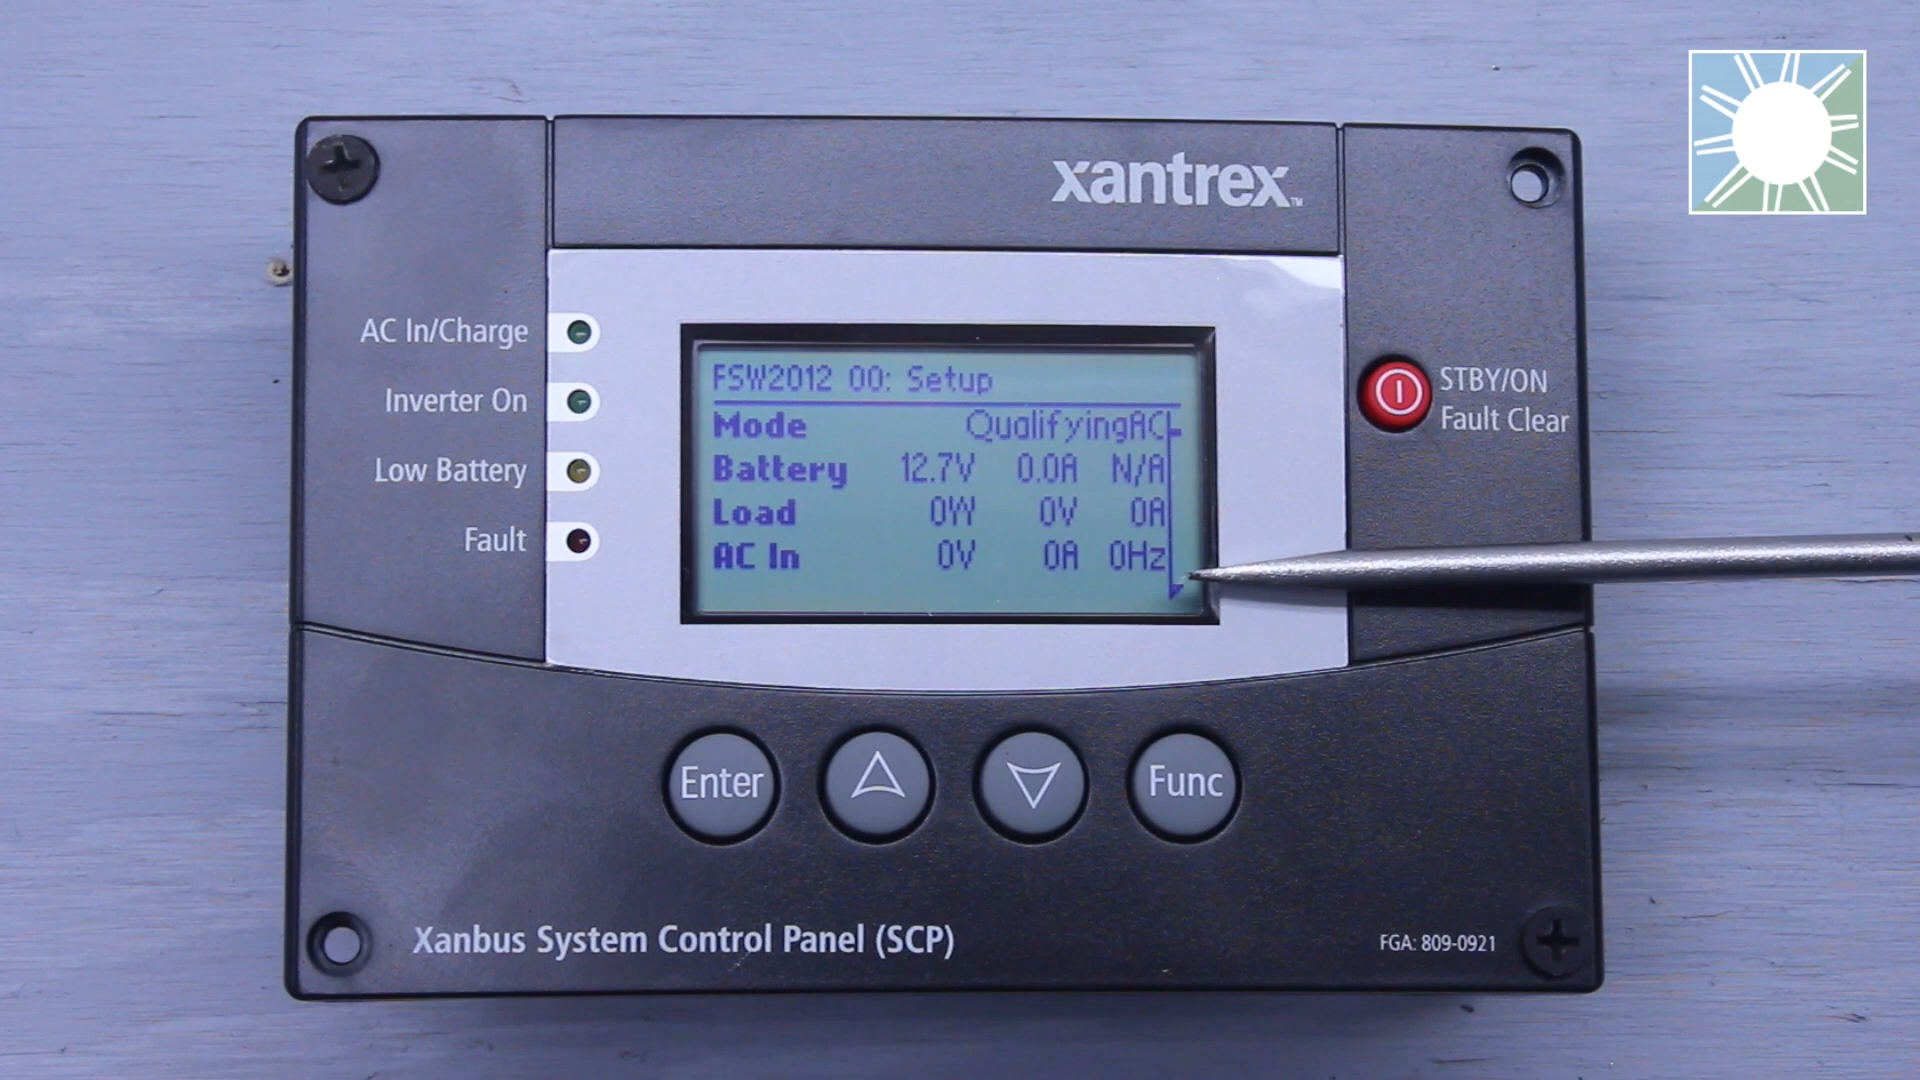 xantrex™
AC In/Charge
Inverter On
Low Battery
Fault
FSW2012 00: Setup
Mode QualifyingAC
Battery 12.7V 0.0A N/A
Load 0W 0V 0A
AC In 0V 0A 0Hz
STBY/ON
Fault Clear
Enter
Func
Xanbus System Control Panel (SCP)
FGA: 809-0921